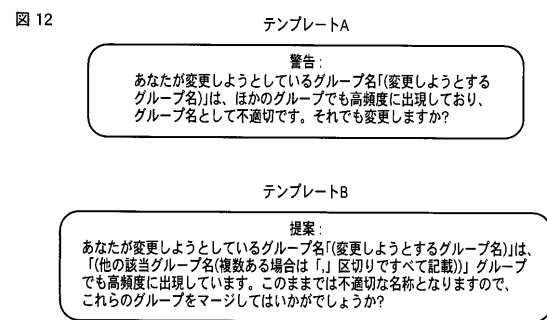 図 12
テンプレートA
警告 :
あなたが変更しようとしているグループ名「(変更しようとする
グループ名)」は、ほかのグループでも高頻度に出現しており、
グループ名として不適切です。それでも変更しますか?
テンプレートB
提案 :
あなたが変更しようとしているグループ名「(変更しようとするグループ名)」は、
「(他の該当グループ名(複数ある場合は「,」区切りですべて記載))」グループ
でも高頻度に出現しています。このままでは不適切な名称となりますので、
これらのグループをマージしてはいかがでしょうか?